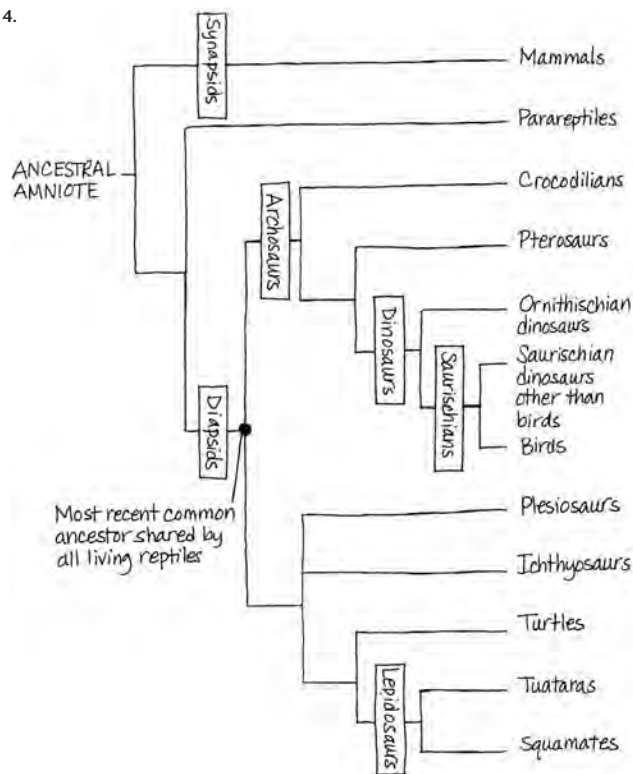 4.
Synapsids
Mammals
Parareptiles
ANCESTRAL
AMNIOTE
Archosaurs
Crocodilians
Pterosaurs
Dinosaurs
Ornithischian
dinosaurs
Saurischians
Saurischian
dinosaurs
other than
birds
Birds
Diapsids
Most recent common
ancestor shared by
all living reptiles
Plesiosaurs
Ichthyosaurs
Turtles
Lepidosaurs
Tuataras
Squamates